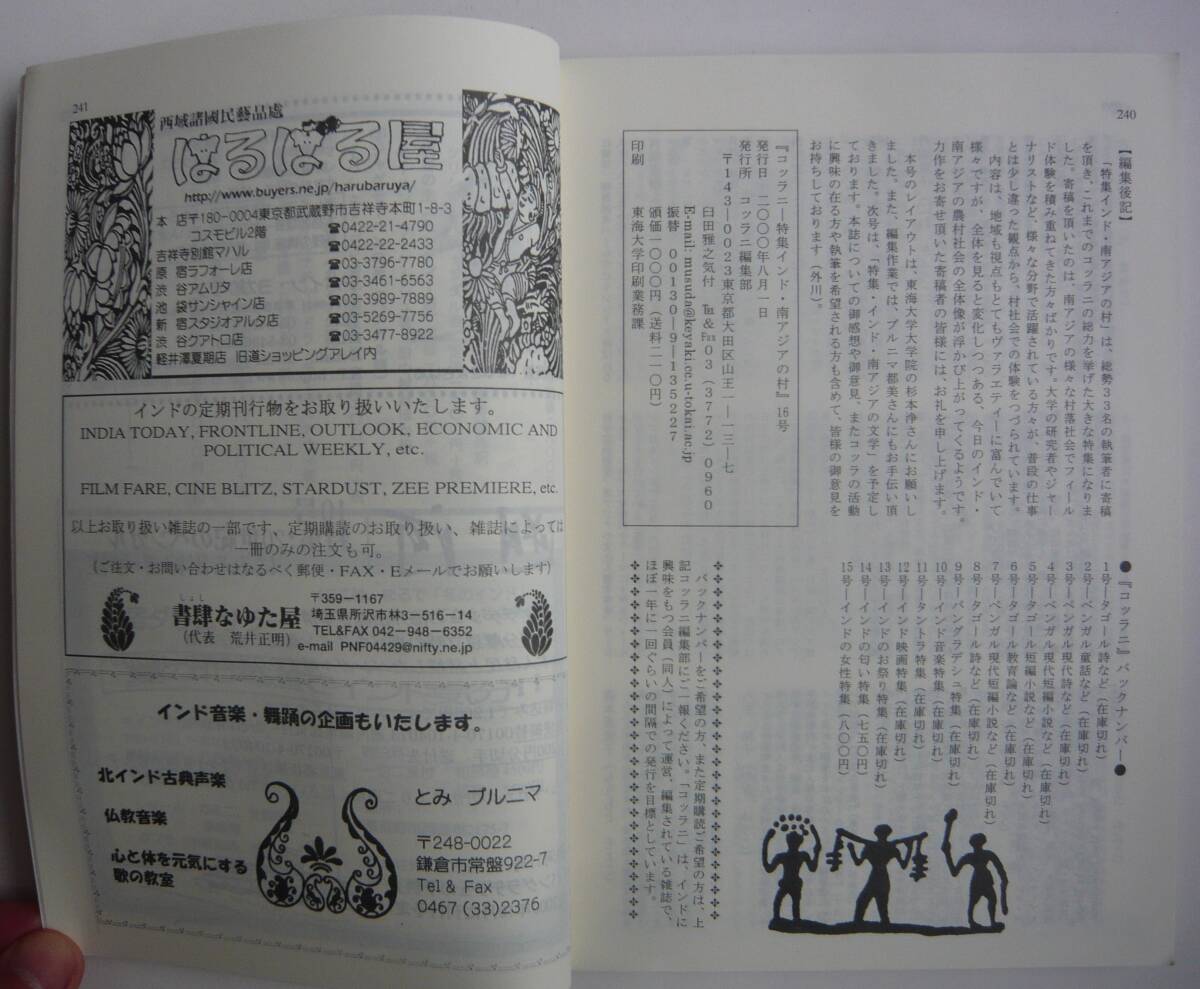 240
【編集後記】
「特集インド・南アジアの村」は、総勢33名の執筆者に寄稿
を頂き、これまでのコッラニの総力を挙げた大きな特集になりま
した。寄稿を頂いたのは、南アジアの様々な村落社会でフィール
ド体験を積み重ねてきた方々ばかりです。大学の研究者やジャー
ナリストなど、様々な分野で活躍されている方々が、普段の仕事
とは少し違った観点から、村社会での体験をつづられています。
内容は、地域も視点もとてもヴァラエティーに富んでいて
様々ですが、全体を見ると変化しつつある、今日のインド・
南アジアの農村社会の全体像が浮かび上がってくるようです。
力作をお寄せ頂いた寄稿者の皆様には、お礼を申し上げます。
本号のレイアウトは、東海大学大学院の杉本浄さんにお願いし
ました。また、編集作業では、プルニマ都美さんにもお手伝い頂
きました。次号は、「特集・インド・南アジアの文学」を予定し
ております。本誌についての御感想や御意見、またコッラの活動
に興味の在る方や執筆を希望される方も含めて、皆様の御意見を
お待ちしております（外川）。
『コッラニ―特集インド・南アジアの村』16号
発行日 二〇〇〇年八月一日
発行所 コッラニ編集部
〒143―0023東京都大田区山王一―一三―七
臼田雅之気付 Tel & Fax 03（3772）0960
E-mail: musuda@keyaki.cc.u-tokai.ac.jp
振替 00130―9―135227
頒価一〇〇〇円（送料二一〇円）
印刷 東海大学印刷業務課
●『コッラニ』バックナンバー●
1号―タゴール詩など（在庫切れ）
2号―ベンガル童話など（在庫切れ）
3号―ベンガル現代詩など（在庫切れ）
4号―ベンガル現代短編小説など（在庫切れ）
5号―タゴール短編小説など（在庫切れ）
6号―タゴール教育論など（在庫切れ）
7号―ベンガル現代短編小説など（在庫切れ）
8号―タゴール詩など（在庫切れ）
9号―バングラデシュ特集（在庫切れ）
10号―インド音楽特集（在庫切れ）
11号―タントラ特集（在庫切れ）
12号―インド映画特集（在庫切れ）
13号―インドのお祭り特集（在庫切れ）
14号―インドの匂い特集（七五〇円）
15号―インドの女性特集（八〇〇円）
バックナンバーをご希望の方、また定期購読ご希望の方は、上
記コッラニ編集部にご一報ください。「コッラニ」は、インドに
興味をもつ会員（同人）によって運営、編集されている雑誌で、
ほぼ一年に一回ぐらいの間隔での発行を目標としています。
241
西域諸國民藝品處
はるばる屋
http://www.buyers.ne.jp/harubaruya/
本 店〒180-0004東京都武蔵野市吉祥寺本町1-8-3
コスモビル2階 ☎0422-21-4790
吉祥寺別館マハル ☎0422-22-2433
原 宿ラフォーレ店 ☎03-3796-7780
渋 谷アムリタ ☎03-3461-6563
池 袋サンシャイン店 ☎03-3989-7889
新 宿スタジオアルタ店 ☎03-5269-7756
渋 谷クアトロ店 ☎03-3477-8922
軽井澤夏期店 旧道ショッピングアレイ内
インドの定期刊行物をお取り扱いいたします。
INDIA TODAY, FRONTLINE, OUTLOOK, ECONOMIC AND
POLITICAL WEEKLY, etc.
FILM FARE, CINE BLITZ, STARDUST, ZEE PREMIERE, etc.
以上お取り扱い雑誌の一部です、定期購読のお取り扱い、雑誌によっては
一冊のみの注文も可。
（ご注文・お問い合わせはなるべく郵便・FAX・Eメールでお願いします）
しょし
書肆なゆた屋
（代表 荒井正明）
〒359-1167
埼玉県所沢市林3-516-14
TEL&FAX 042-948-6352
e-mail PNF04429@nifty.ne.jp
インド音楽・舞踊の企画もいたします。
北インド古典声楽
仏教音楽
心と体を元気にする
歌の教室
とみ プルニマ
〒248-0022
鎌倉市常盤922-7
Tel & Fax
0467 (33)2376